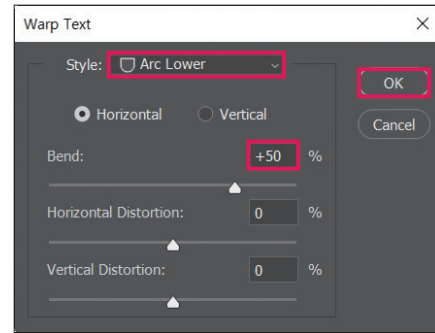 Warp Text
Style: Arc Lower
OK
Horizontal Vertical
Cancel
Bend: +50 %
Horizontal Distortion: 0 %
Vertical Distortion: 0 %